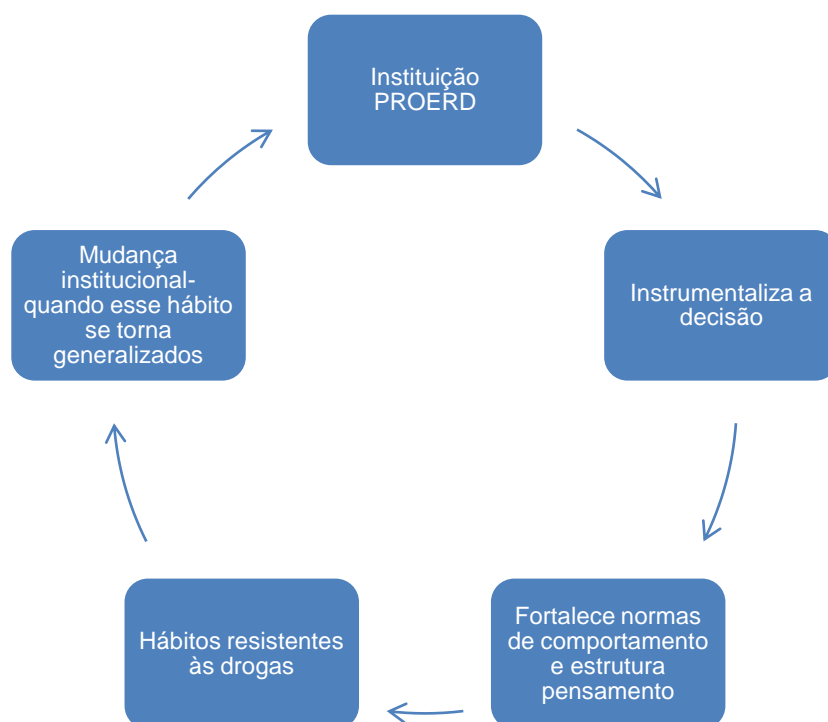 Instituição
PROERD
Instrumentaliza a
decisão
Fortalece normas
de comportamento
e estrutura
pensamento
Hábitos resistentes
às drogas
Mudança
institucional-
quando esse hábito
se torna
generalizados